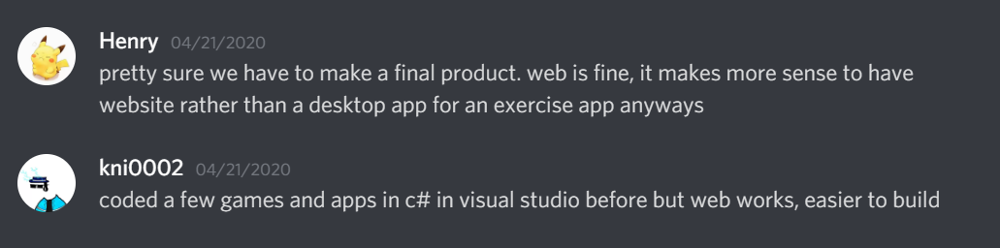 Henry 04/21/2020
pretty sure we have to make a final product. web is fine, it makes more sense to have
website rather than a desktop app for an exercise app anyways
kni0002 04/21/2020
coded a few games and apps in c# in visual studio before but web works, easier to build